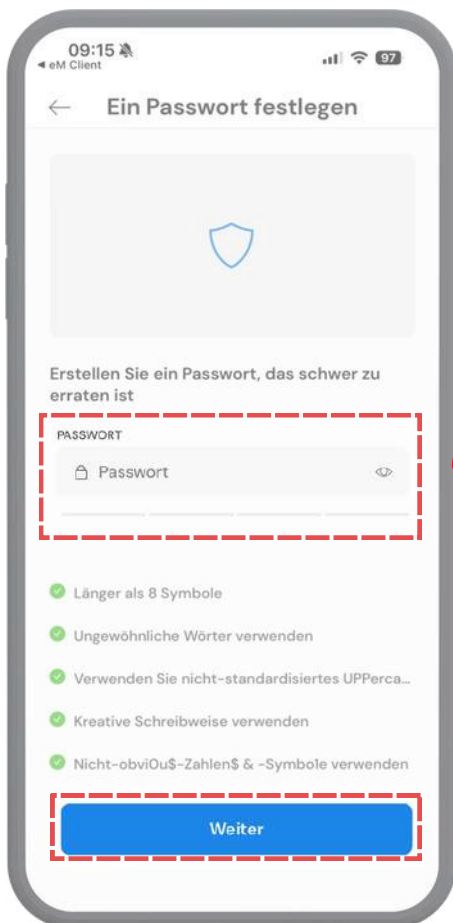 09:15
97
◀ eM Client
← Ein Passwort festlegen
Erstellen Sie ein Passwort, das schwer zu
erraten ist
PASSWORT
Passwort
Länger als 8 Symbole
Ungewöhnliche Wörter verwenden
Verwenden Sie nicht-standardisiertes UPPerca...
Kreative Schreibweise verwenden
Nicht-obviOu$-Zahlen$ & -Symbole verwenden
Weiter